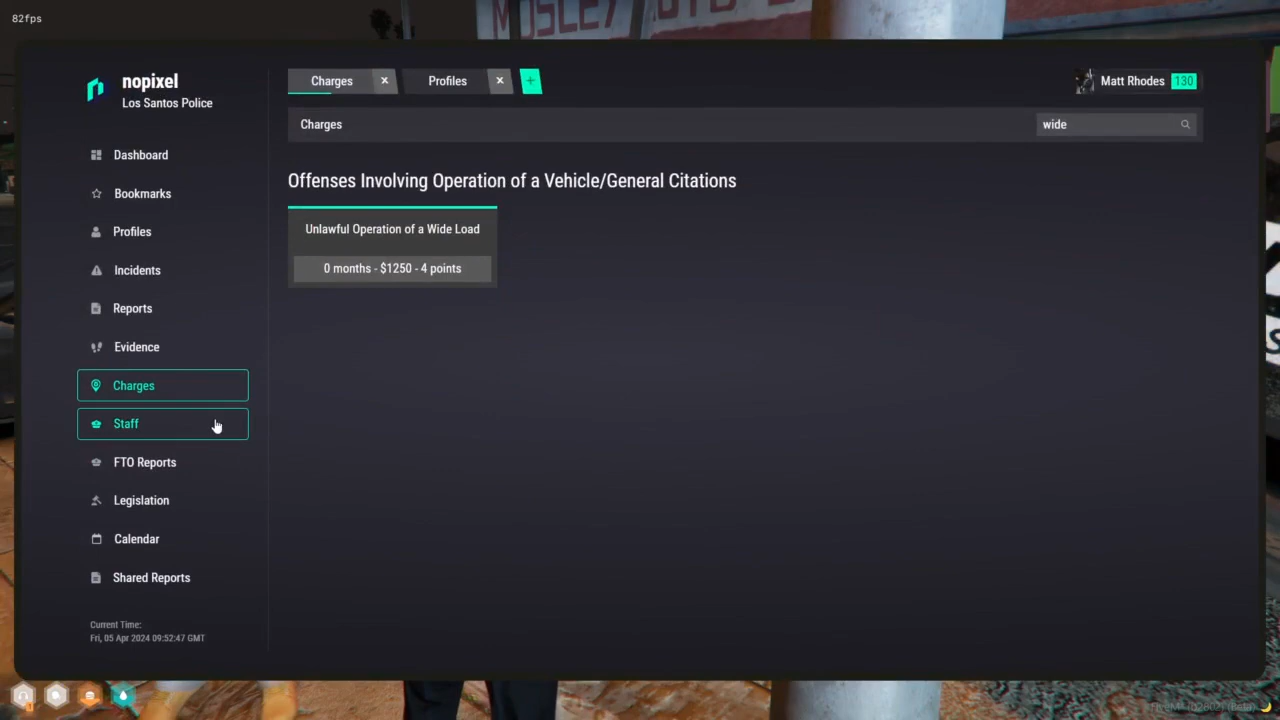 82fps
MOSLEY AUTO
nopixel
Los Santos Police
Charges
Profiles
Matt Rhodes 130
Charges
wide
Dashboard
Bookmarks
Profiles
Incidents
Reports
Evidence
Charges
Staff
FTO Reports
Legislation
Calendar
Shared Reports
Offenses Involving Operation of a Vehicle/General Citations
Unlawful Operation of a Wide Load
0 months - $1250 - 4 points
Current Time:
Fri, 05 Apr 2024 09:52:47 GMT